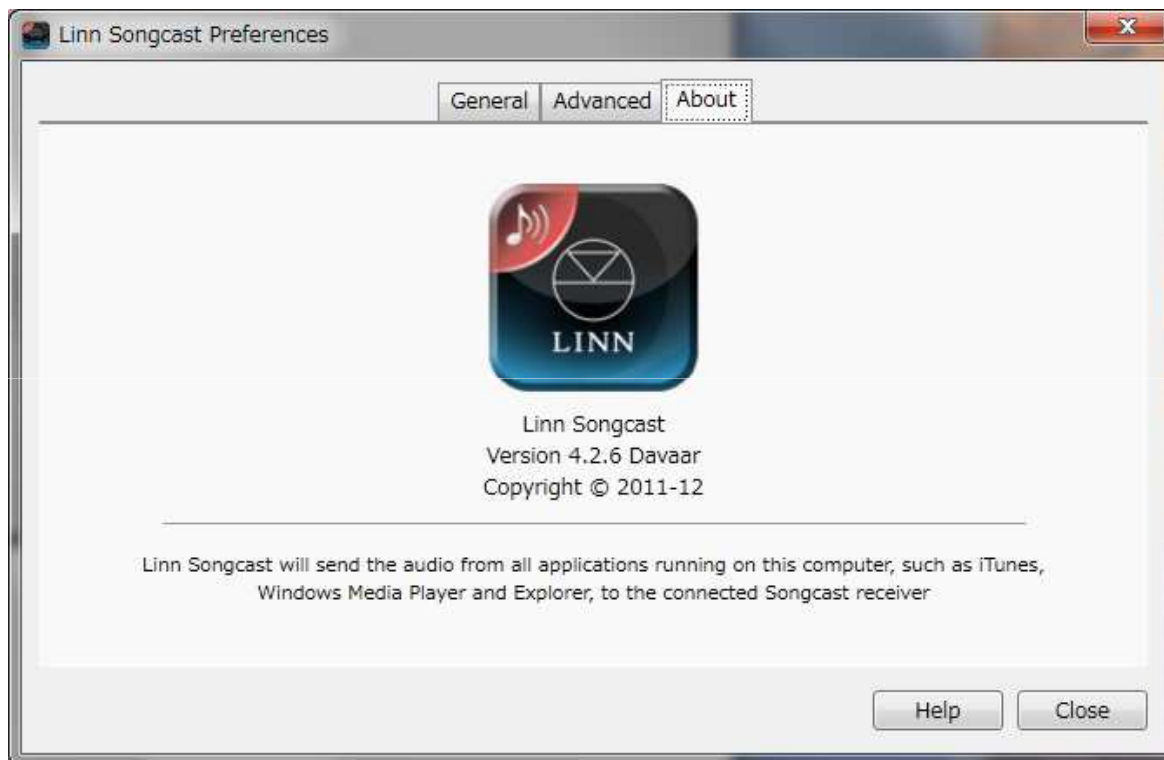 Linn Songcast Preferences
General Advanced About
LINN
Linn Songcast
Version 4.2.6 Davaar
Copyright © 2011-12
Linn Songcast will send the audio from all applications running on this computer, such as iTunes,
Windows Media Player and Explorer, to the connected Songcast receiver
Help Close